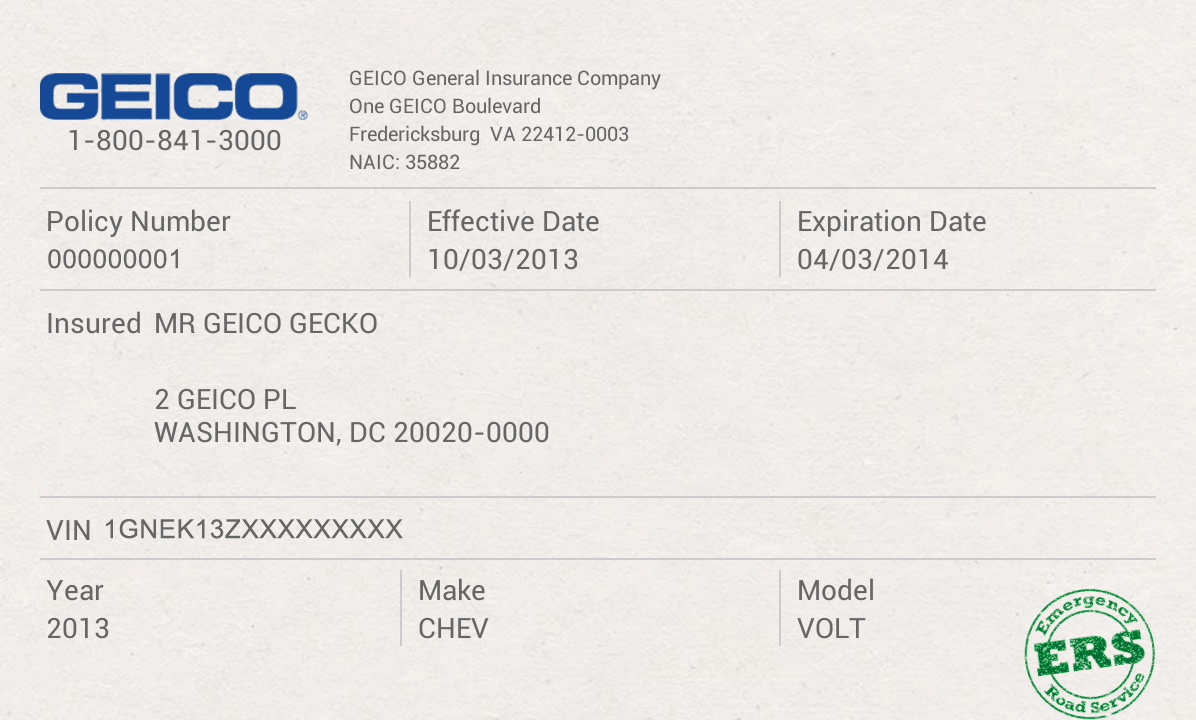 GEICO®
1-800-841-3000
GEICO General Insurance Company
One GEICO Boulevard
Fredericksburg VA 22412-0003
NAIC: 35882
Policy Number
000000001
Effective Date
10/03/2013
Expiration Date
04/03/2014
Insured MR GEICO GECKO
2 GEICO PL
WASHINGTON, DC 20020-0000
VIN 1GNEK13ZXXXXXXXXX
Year
2013
Make
CHEV
Model
VOLT
Emergency
ERS
Road Service